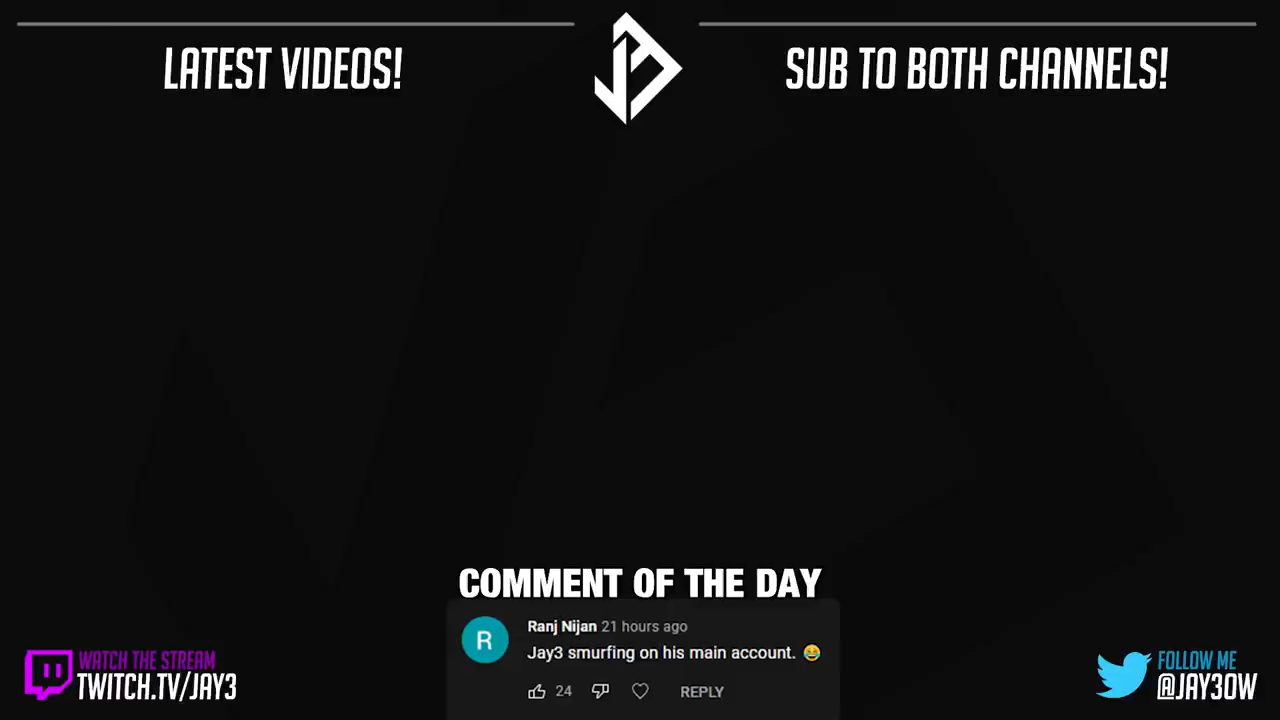 LATEST VIDEOS!
SUB TO BOTH CHANNELS!
COMMENT OF THE DAY
R
Ranj Nijan 21 hours ago
Jay3 smurfing on his main account. 😂
24 REPLY
WATCH THE STREAM
TWITCH.TV/JAY3
FOLLOW ME
@JAY3OW